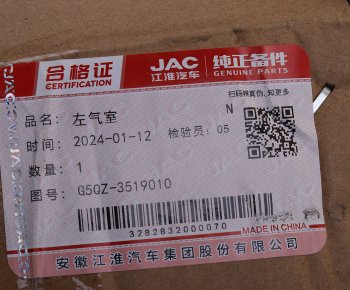 合格证
CERTIFICATION
JAC
江淮汽车
纯正备件
GENUINE PARTS
扫码辨真伪,知更多
品名: 左气室
N
时间: 2024-01-12
检验员: 05
数量: 1
图号: G5QZ-3519010
MADE IN CHINA
3282832000070
安徽江淮汽车集团股份有限公司